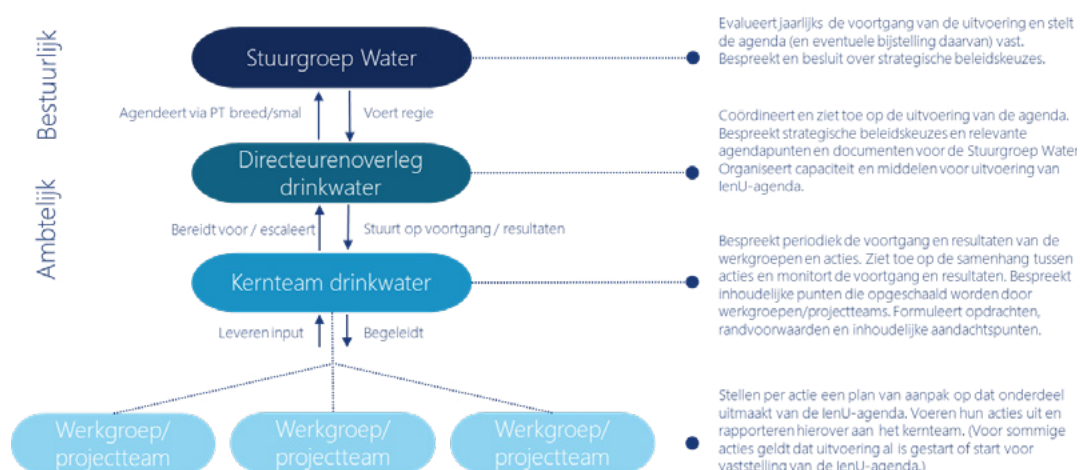 Bestuurlijk
Ambtelijk
Stuurgroep Water
Evalueert jaarlijks de voortgang van de uitvoering en stelt
de agenda (en eventuele bijstelling daarvan) vast.
Bespreekt en besluit over strategische beleidskeuzes.
Agendeert via PT breed/smal
Voert regie
Directeurenoverleg
drinkwater
Coördineert en ziet toe op de uitvoering van de agenda.
Bespreekt strategische beleidskeuzes en relevante
agendapunten en documenten voor de Stuurgroep Water
Organiseert capaciteit en middelen voor uitvoering van
IenU-agenda.
Bereidt voor / escaleert
Stuurt op voortgang / resultaten
Kernteam drinkwater
Bespreekt periodiek de voortgang en resultaten van de
werkgroepen en acties. Ziet toe op de samenhang tussen
acties en monitort de voortgang en resultaten. Bespreekt
inhoudelijke punten die opgeschaald worden door
werkgroepen/projectteams. Formuleert opdrachten,
randvoorwaarden en inhoudelijke aandachtspunten.
Leveren input
Begeleidt
Werkgroep/
projectteam
Werkgroep/
projectteam
Werkgroep/
projectteam
Stellen per actie een plan van aanpak op dat onderdeel
uitmaakt van de IenU-agenda. Voeren hun acties uit en
rapporteren hierover aan het kernteam. (Voor sommige
acties geldt dat uitvoering al is gestart of start voor
vaststelling van de IenU-agenda.)